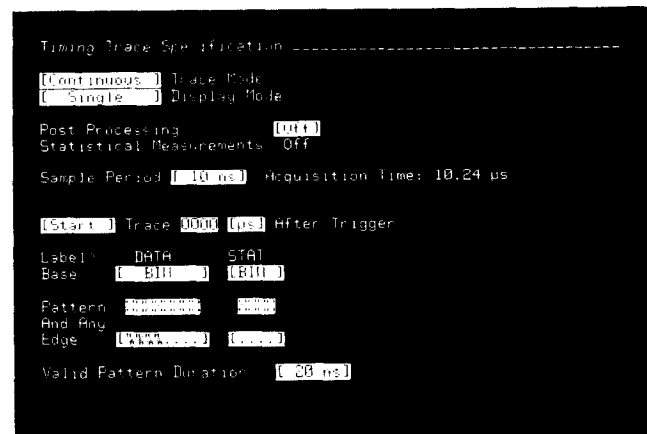 Timing Trace Specification
[Continuous ] Trace Mode
[ Single ] Display Mode
Post Processing [Off]
Statistical Measurements Off
Sample Period [ 10 ns] Acquisition Time: 10.24 µs
[Start ] Trace 0000 [µs] After Trigger
Label> DATA STAT
Base [ BIN ] [BIN ]
Pattern
And Any
Edge
Valid Pattern Duration [ 20 ns]